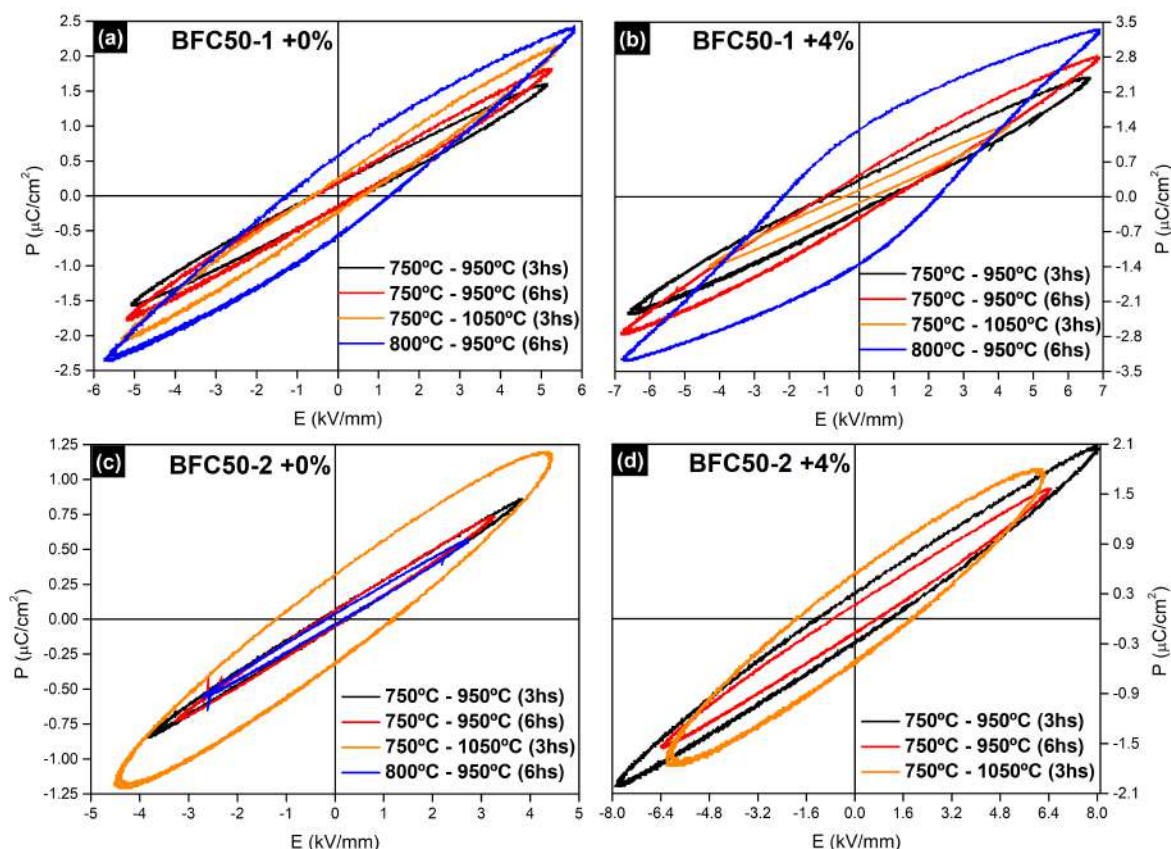 (a) BFC50-1 +0%
2.5
2.0
1.5
1.0
0.5
0.0
-0.5
-1.0
-1.5
-2.0
-2.5
P (μC/cm²)
750ºC - 950ºC (3hs)
750ºC - 950ºC (6hs)
750ºC - 1050ºC (3hs)
800ºC - 950ºC (6hs)
-6 -5 -4 -3 -2 -1 0 1 2 3 4 5 6
E (kV/mm)
(b) BFC50-1 +4%
3.5
2.8
2.1
1.4
0.7
0.0
-0.7
-1.4
-2.1
-2.8
-3.5
P (μC/cm²)
750ºC - 950ºC (3hs)
750ºC - 950ºC (6hs)
750ºC - 1050ºC (3hs)
800ºC - 950ºC (6hs)
-7 -6 -5 -4 -3 -2 -1 0 1 2 3 4 5 6 7
E (kV/mm)
(c) BFC50-2 +0%
1.25
1.00
0.75
0.50
0.25
0.00
-0.25
-0.50
-0.75
-1.00
-1.25
P (μC/cm²)
750ºC - 950ºC (3hs)
750ºC - 950ºC (6hs)
750ºC - 1050ºC (3hs)
800ºC - 950ºC (6hs)
-5 -4 -3 -2 -1 0 1 2 3 4 5
E (kV/mm)
(d) BFC50-2 +4%
2.1
1.5
0.9
0.3
-0.3
-0.9
-1.5
-2.1
P (μC/cm²)
750ºC - 950ºC (3hs)
750ºC - 950ºC (6hs)
750ºC - 1050ºC (3hs)
-8.0 -6.4 -4.8 -3.2 -1.6 0.0 1.6 3.2 4.8 6.4 8.0
E (kV/mm)